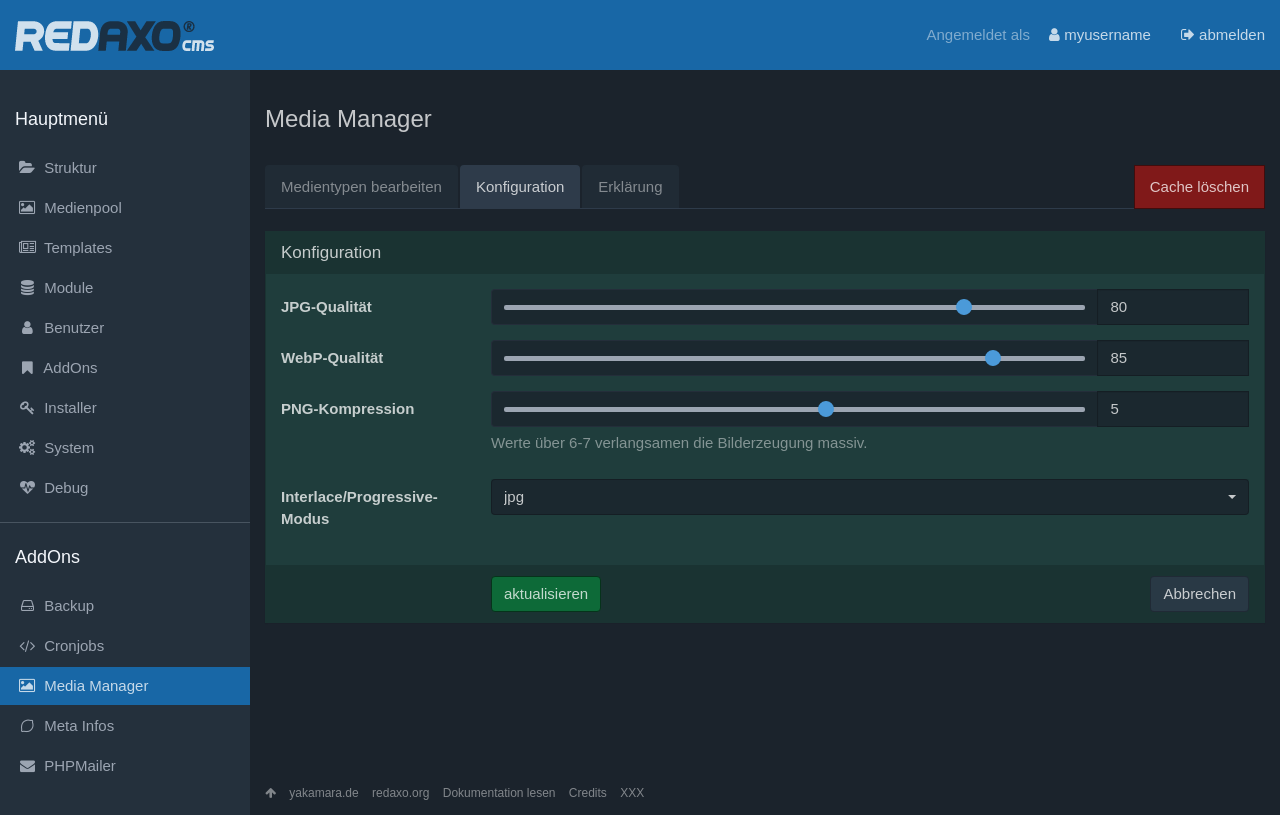 REDAXO® cms
Angemeldet als myusername abmelden
Hauptmenü
Struktur
Medienpool
Templates
Module
Benutzer
AddOns
Installer
System
Debug
AddOns
Backup
Cronjobs
Media Manager
Meta Infos
PHPMailer
Media Manager
Medientypen bearbeiten Konfiguration Erklärung Cache löschen
Konfiguration
JPG-Qualität 80
WebP-Qualität 85
PNG-Kompression 5
Werte über 6-7 verlangsamen die Bilderzeugung massiv.
Interlace/Progressive- jpg
Modus
aktualisieren Abbrechen
yakamara.de redaxo.org Dokumentation lesen Credits XXX